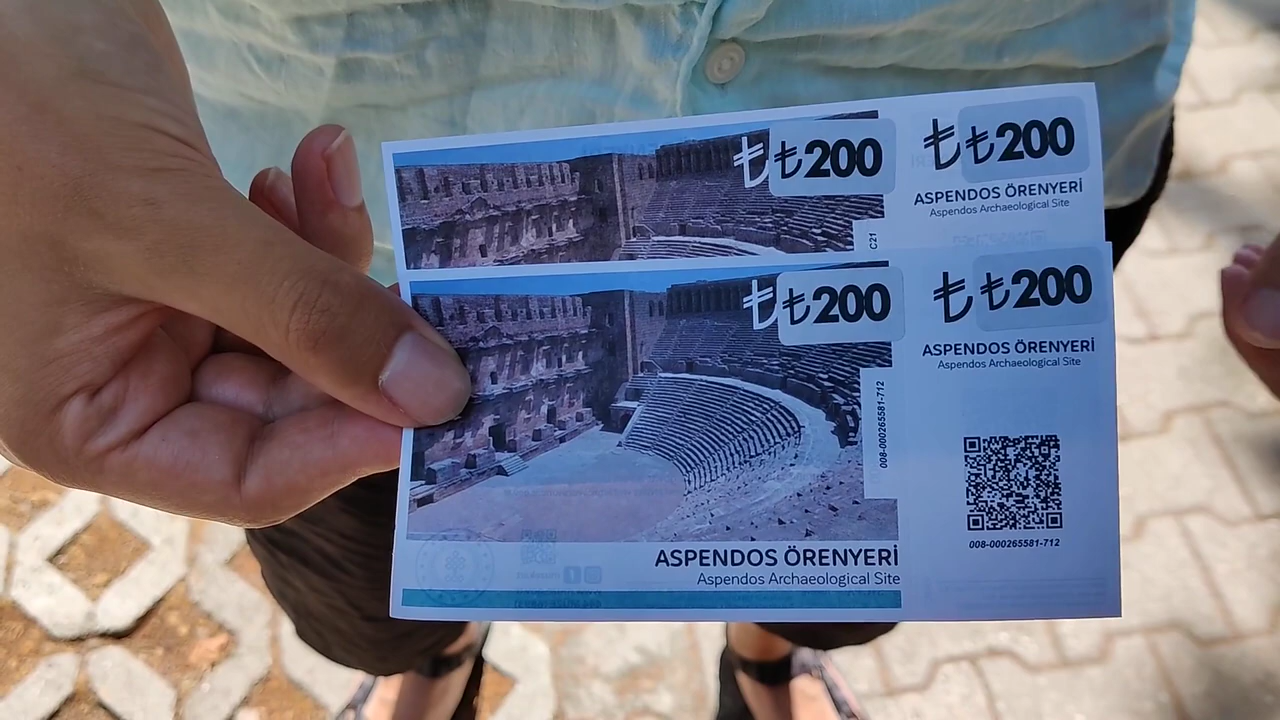 ₺ ₺200
₺ ₺200
ASPENDOS ÖRENYERİ
Aspendos Archaeological Site
C21
₺ ₺200
₺ ₺200
ASPENDOS ÖRENYERİ
Aspendos Archaeological Site
008-000265581-712
008-000265581-712
ASPENDOS ÖRENYERİ
Aspendos Archaeological Site